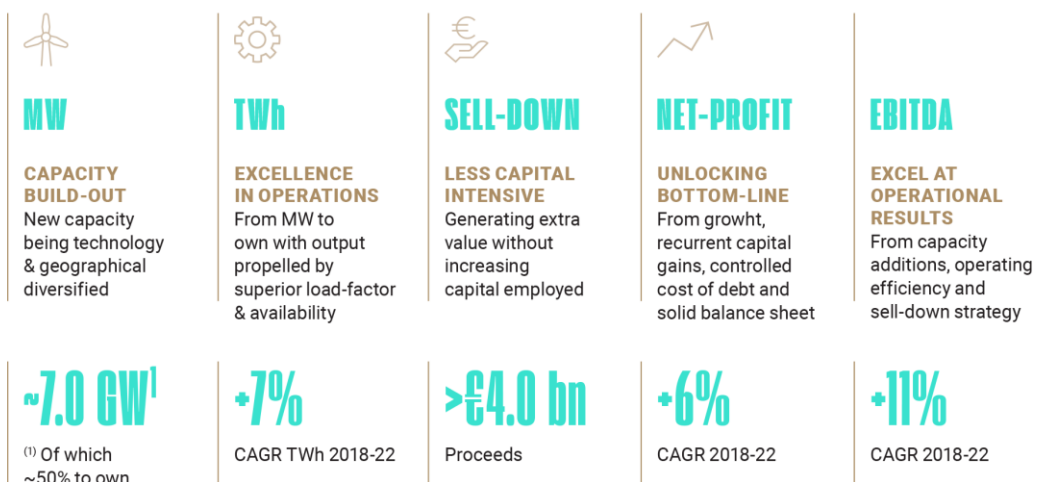 MW
CAPACITY
BUILD-OUT
New capacity
being technology
& geographical
diversified
~7.0 GW¹
(1) Of which
~50% to own
TWh
EXCELLENCE
IN OPERATIONS
From MW to
own with output
propelled by
superior load-factor
& availability
+7%
CAGR TWh 2018-22
SELL-DOWN
LESS CAPITAL
INTENSIVE
Generating extra
value without
increasing
capital employed
>€4.0 bn
Proceeds
NET-PROFIT
UNLOCKING
BOTTOM-LINE
From growht,
recurrent capital
gains, controlled
cost of debt and
solid balance sheet
+6%
CAGR 2018-22
EBITDA
EXCEL AT
OPERATIONAL
RESULTS
From capacity
additions, operating
efficiency and
sell-down strategy
+11%
CAGR 2018-22